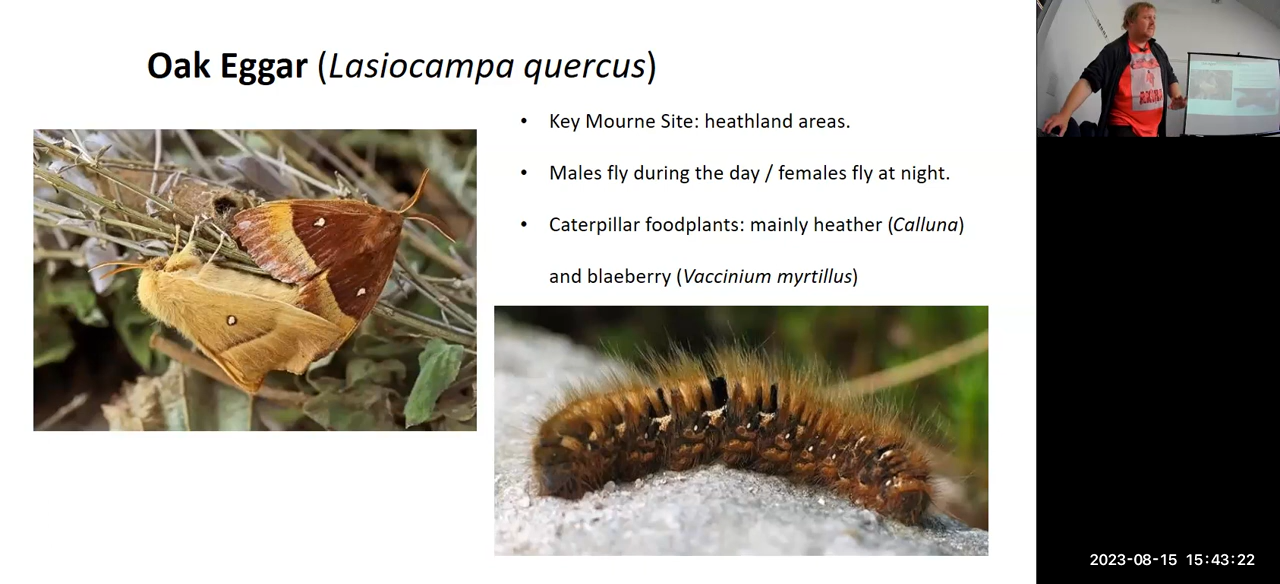 Oak Eggar (Lasiocampa quercus)
• Key Mourne Site: heathland areas.
• Males fly during the day / females fly at night.
• Caterpillar foodplants: mainly heather (Calluna)
and blaeberry (Vaccinium myrtillus)
2023-08-15 15:43:22